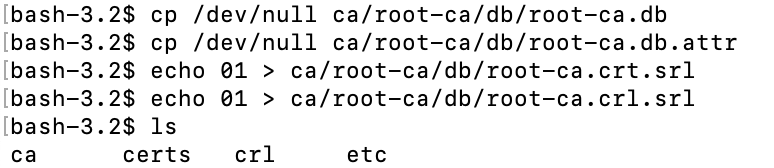 [bash-3.2$ cp /dev/null ca/root-ca/db/root-ca.db
[bash-3.2$ cp /dev/null ca/root-ca/db/root-ca.db.attr
[bash-3.2$ echo 01 > ca/root-ca/db/root-ca.crt.srl
[bash-3.2$ echo 01 > ca/root-ca/db/root-ca.crl.srl
[bash-3.2$ ls
ca certs crl etc